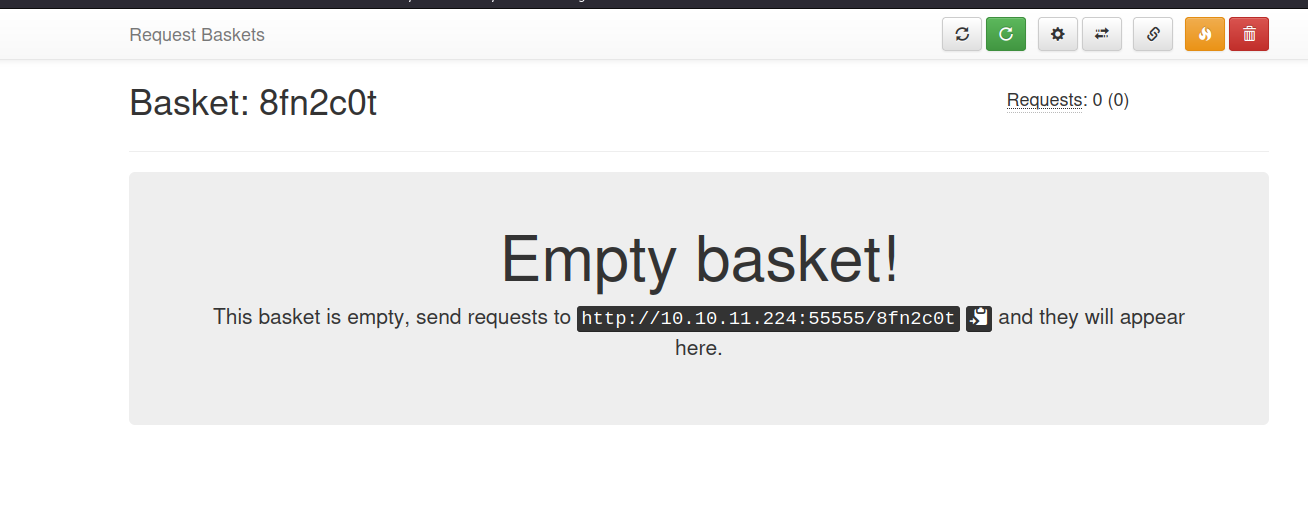 Request Baskets
Basket: 8fn2c0t
Requests: 0 (0)
Empty basket!
This basket is empty, send requests to http://10.10.11.224:55555/8fn2c0t and they will appear
here.